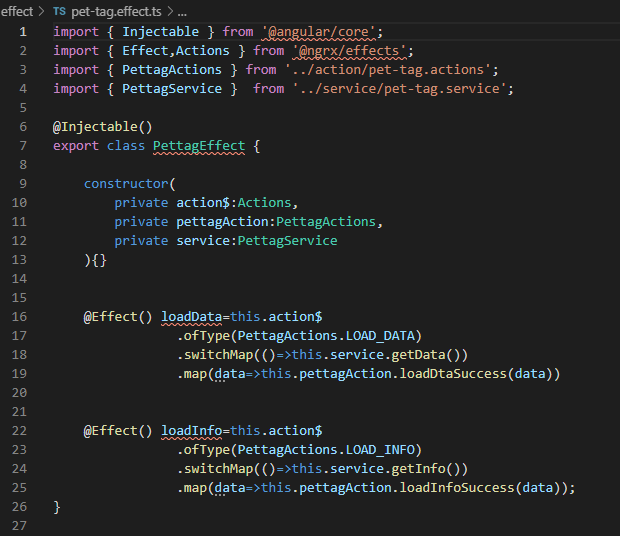 effect > TS pet-tag.effect.ts > ...
1 import { Injectable } from '@angular/core';
2 import { Effect,Actions } from '@ngrx/effects';
3 import { PettagActions } from '../action/pet-tag.actions';
4 import { PettagService }  from '../service/pet-tag.service';
5
6 @Injectable()
7 export class PettagEffect {
8
9     constructor(
10         private action$:Actions,
11         private pettagAction:PettagActions,
12         private service:PettagService
13     ){}
14
15
16     @Effect() loadData=this.action$
17                 .ofType(PettagActions.LOAD_DATA)
18                 .switchMap(()=>this.service.getData())
19                 .map(data=>this.pettagAction.loadDtaSuccess(data))
20
21
22     @Effect() loadInfo=this.action$
23                 .ofType(PettagActions.LOAD_INFO)
24                 .switchMap(()=>this.service.getInfo())
25                 .map(data=>this.pettagAction.loadInfoSuccess(data));
26 }
27